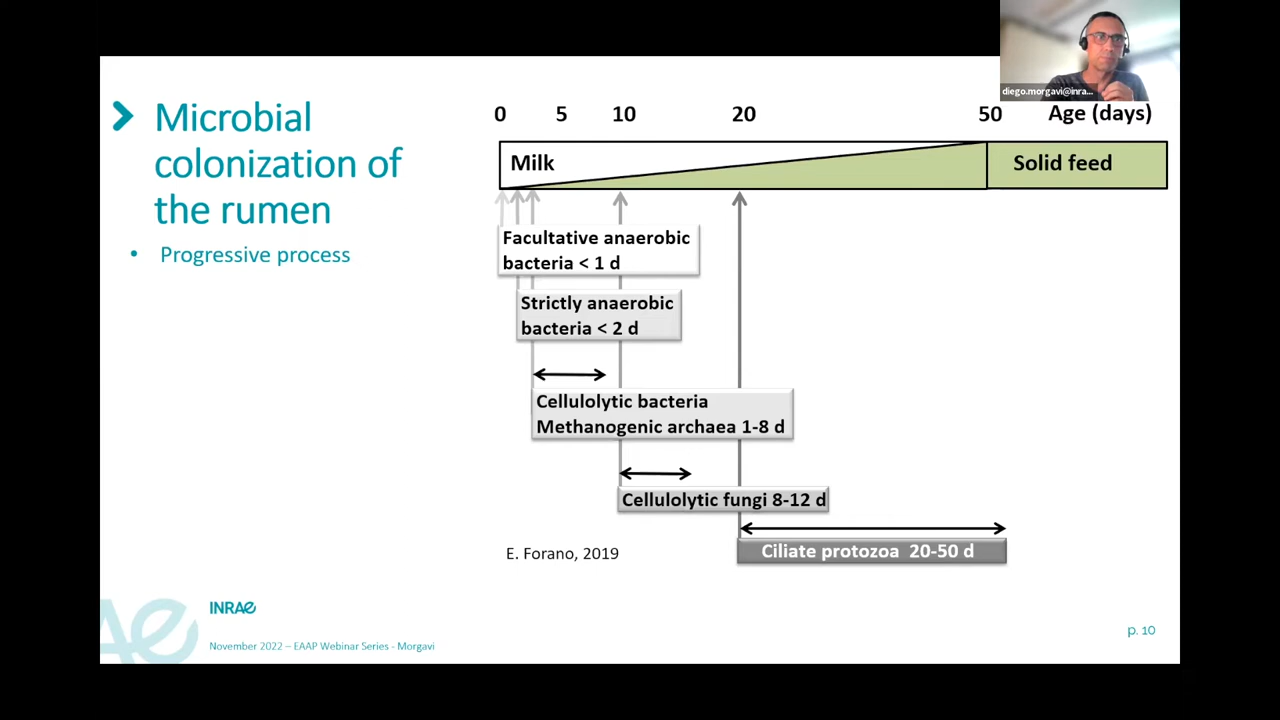 diego.morgavi@inra...
Microbial
colonization of
the rumen
• Progressive process
0 5 10 20 50 Age (days)
Milk
Solid feed
Facultative anaerobic
bacteria < 1 d
Strictly anaerobic
bacteria < 2 d
Cellulolytic bacteria
Methanogenic archaea 1-8 d
Cellulolytic fungi 8-12 d
Ciliate protozoa 20-50 d
E. Forano, 2019
INRAE
November 2022 – EAAP Webinar Series - Morgavi
p. 10